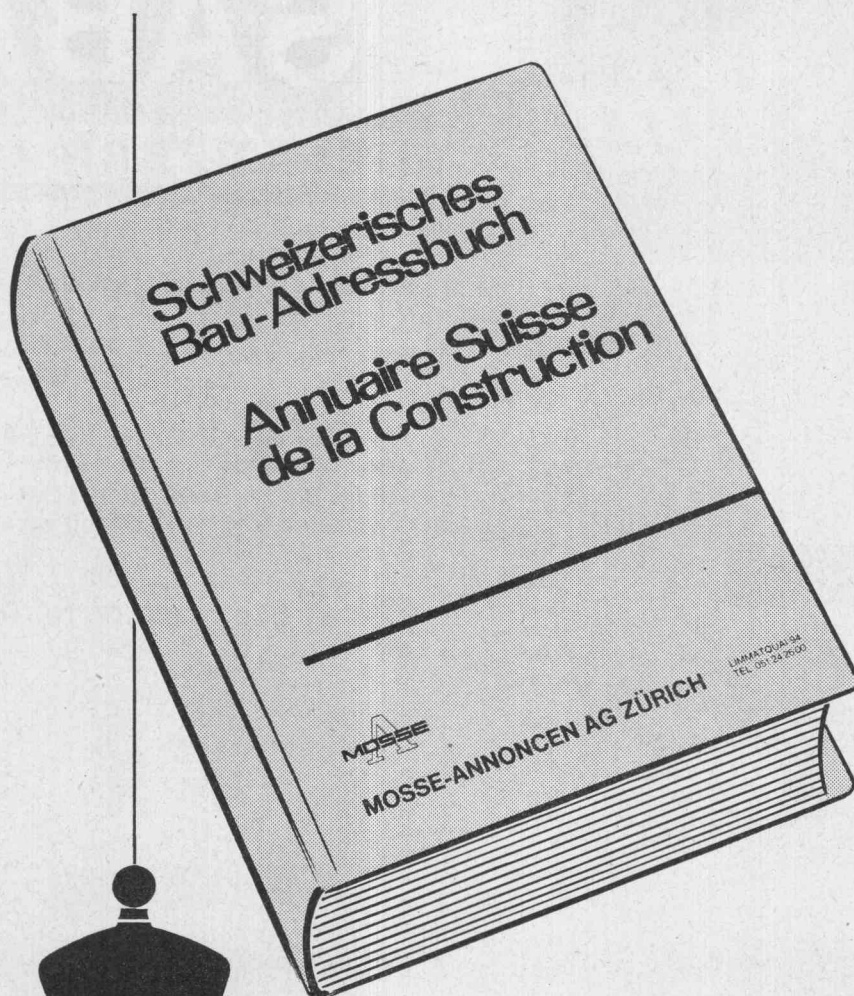 Schweizerisches
Bau-Adressbuch
Annuaire Suisse
de la Construction
MOSSE
A
MOSSE-ANNONCEN AG ZÜRICH
LIMMATQUAI 94
TEL. 051 24 26 00